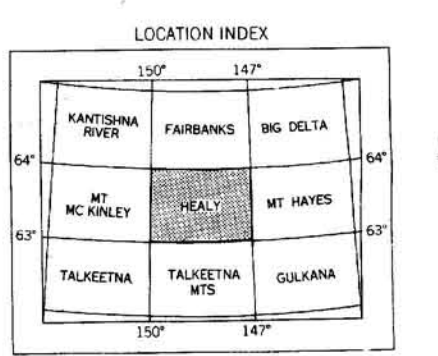 LOCATION INDEX
150° 147°
KANTISHNA
RIVER
FAIRBANKS
BIG DELTA
64° 64°
MT
MC KINLEY
HEALY
MT HAYES
63° 63°
TALKEETNA
TALKEETNA
MTS
GULKANA
150° 147°